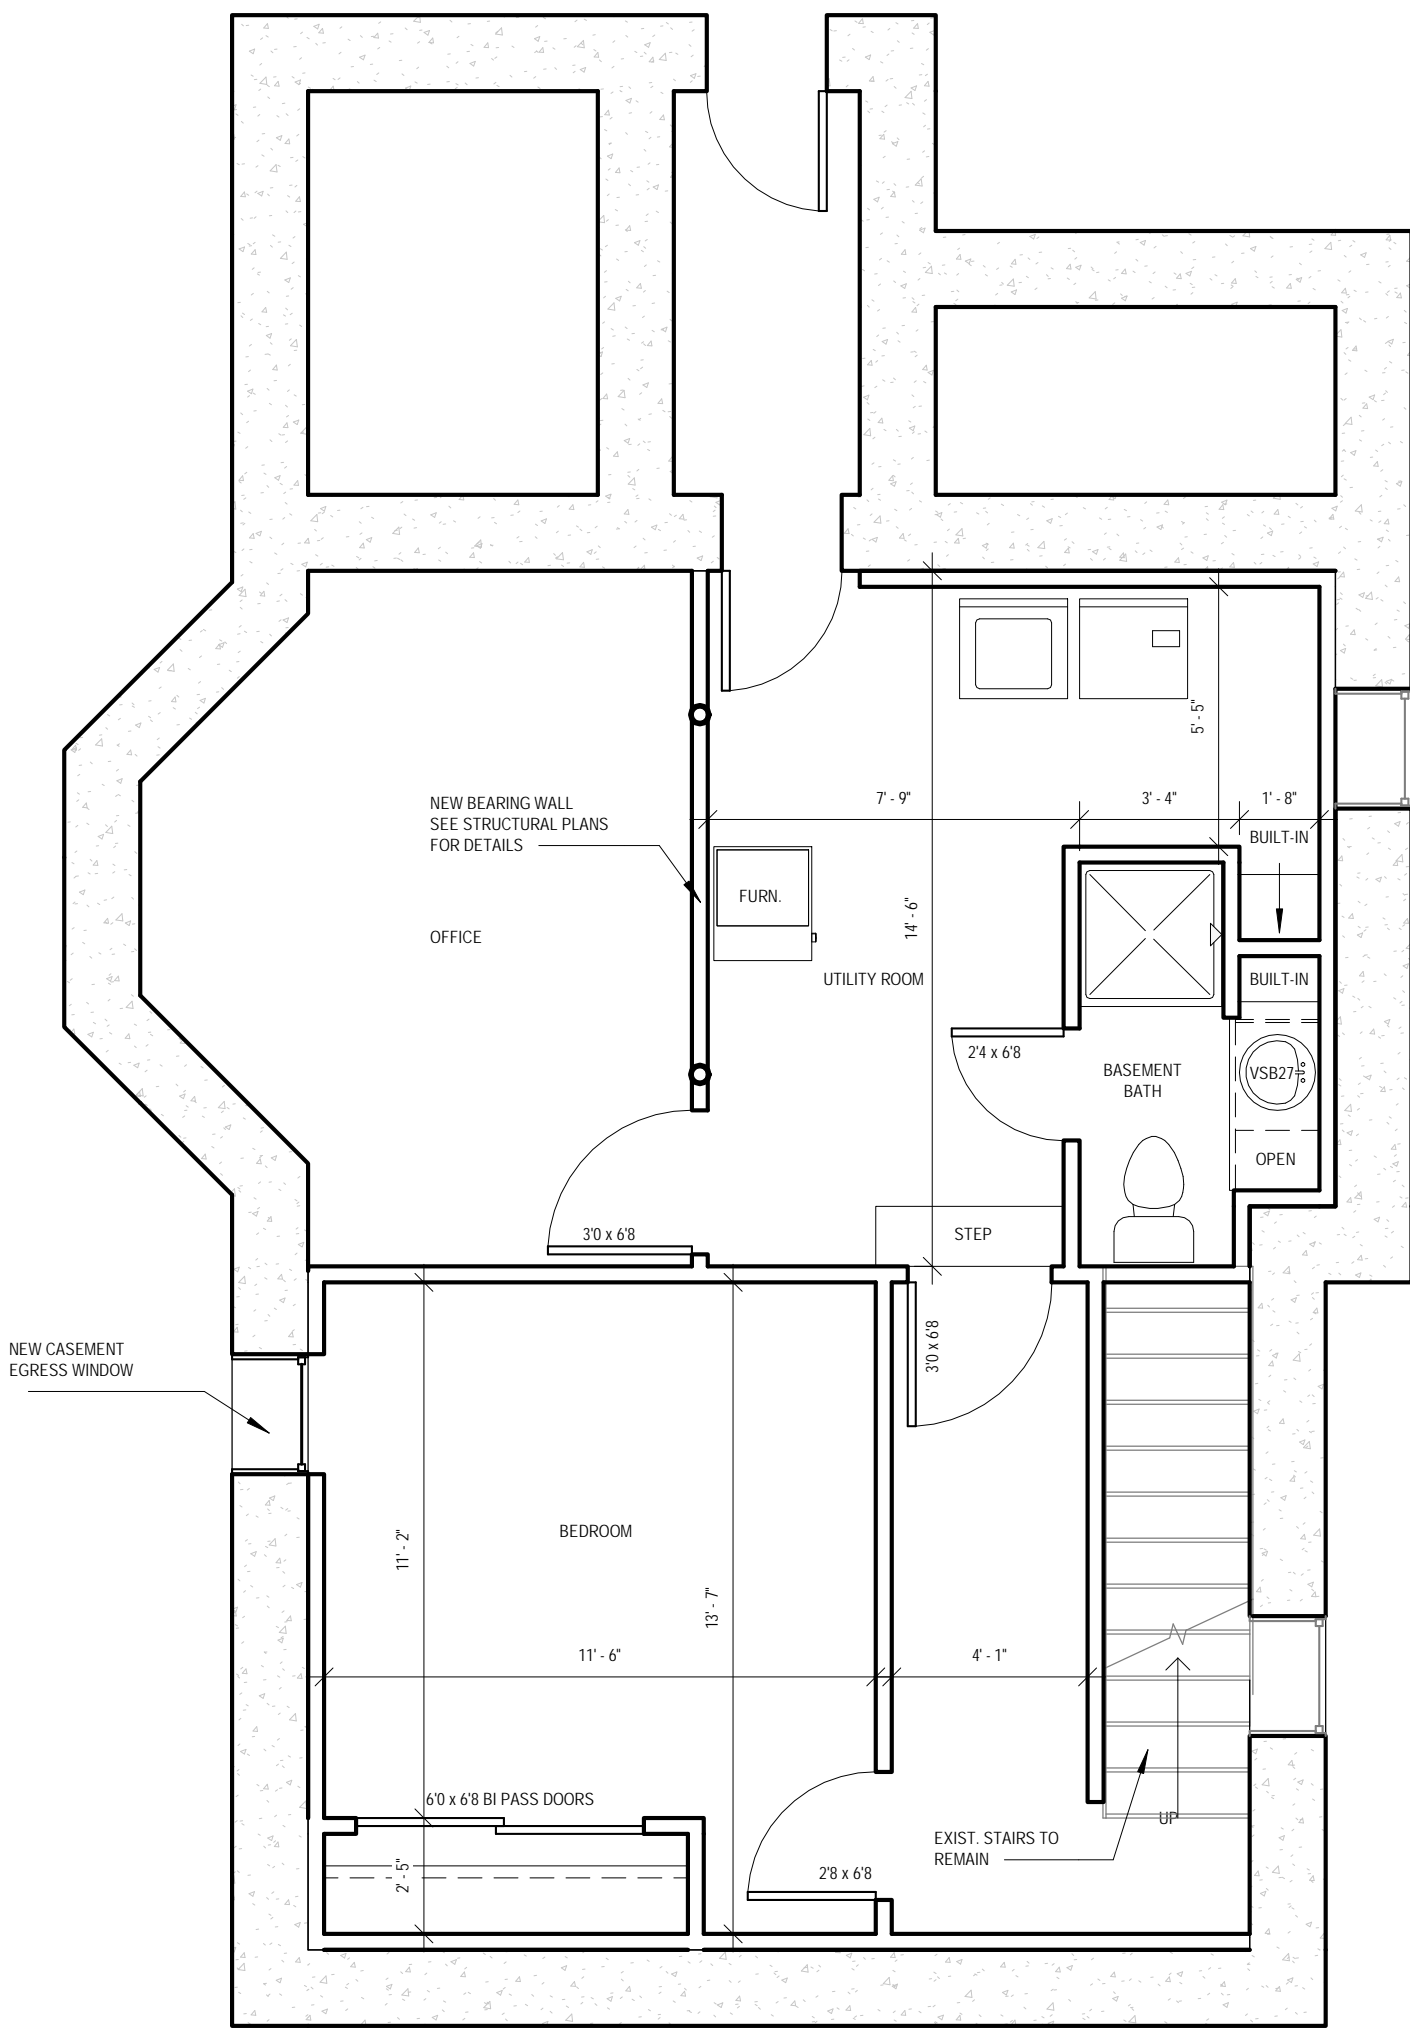 NEW BEARING WALL
SEE STRUCTURAL PLANS
FOR DETAILS
7' - 9"
3' - 4"
1' - 8"
5' - 5"
BUILT-IN
FURN.
14' - 6"
OFFICE
UTILITY ROOM
BUILT-IN
2'4 x 6'8
BASEMENT
BATH
VSB27
OPEN
3'0 x 6'8
STEP
NEW CASEMENT
EGRESS WINDOW
3'0 x 6'8
BEDROOM
11' - 2"
13' - 7"
11' - 6"
4' - 1"
6'0 x 6'8 BI PASS DOORS
UP
EXIST. STAIRS TO
REMAIN
2' - 5"
2'8 x 6'8